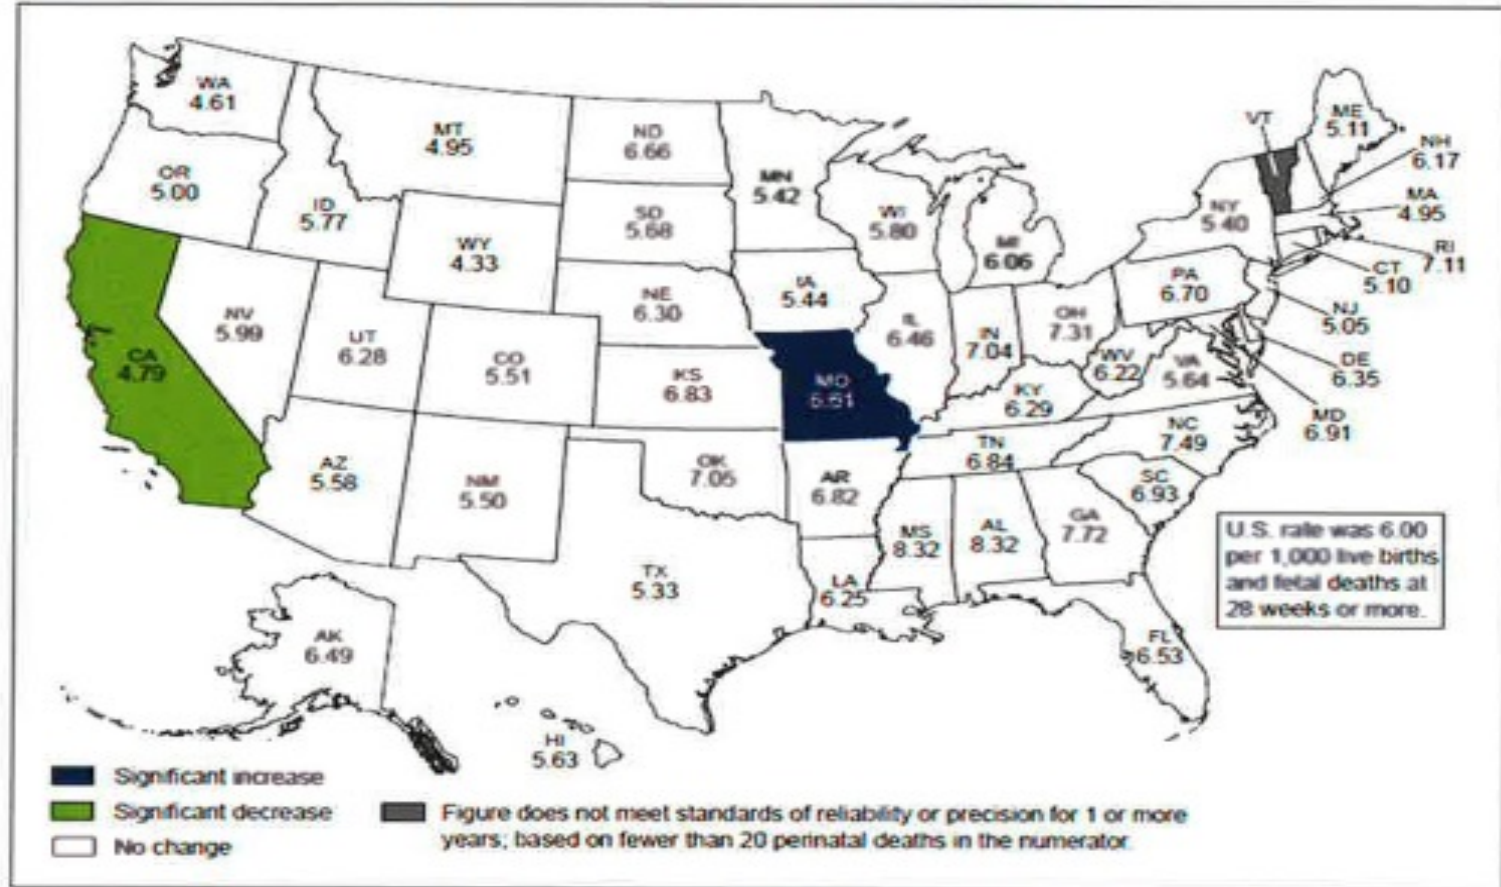 WA
4.61
MT
4.95
ND
6.66
MN
5.42
VT
ME
5.11
NH
6.17
OR
5.00
ID
5.77
SD
5.68
WI
5.80
NY
5.40
MA
4.95
WY
4.33
MI
6.06
RI
7.11
CT
5.10
IA
5.44
PA
6.70
NE
6.30
NV
5.99
UT
6.28
IL
6.46
IN
7.04
OH
7.31
NJ
5.05
CA
4.79
CO
5.51
KS
6.83
MO
6.61
WV
6.22
VA
5.64
DE
6.35
KY
6.29
MD
6.91
NC
7.49
TN
6.84
AZ
5.58
NM
5.50
OK
7.05
AR
6.82
SC
6.93
MS
8.32
AL
8.32
GA
7.72
TX
5.33
LA
6.25
U.S. rate was 6.00
per 1,000 live births
and fetal deaths at
28 weeks or more.
AK
6.49
FL
6.53
HI
5.63
Significant increase
Significant decrease
No change
Figure does not meet standards of reliability or precision for 1 or more
years; based on fewer than 20 perinatal deaths in the numerator.